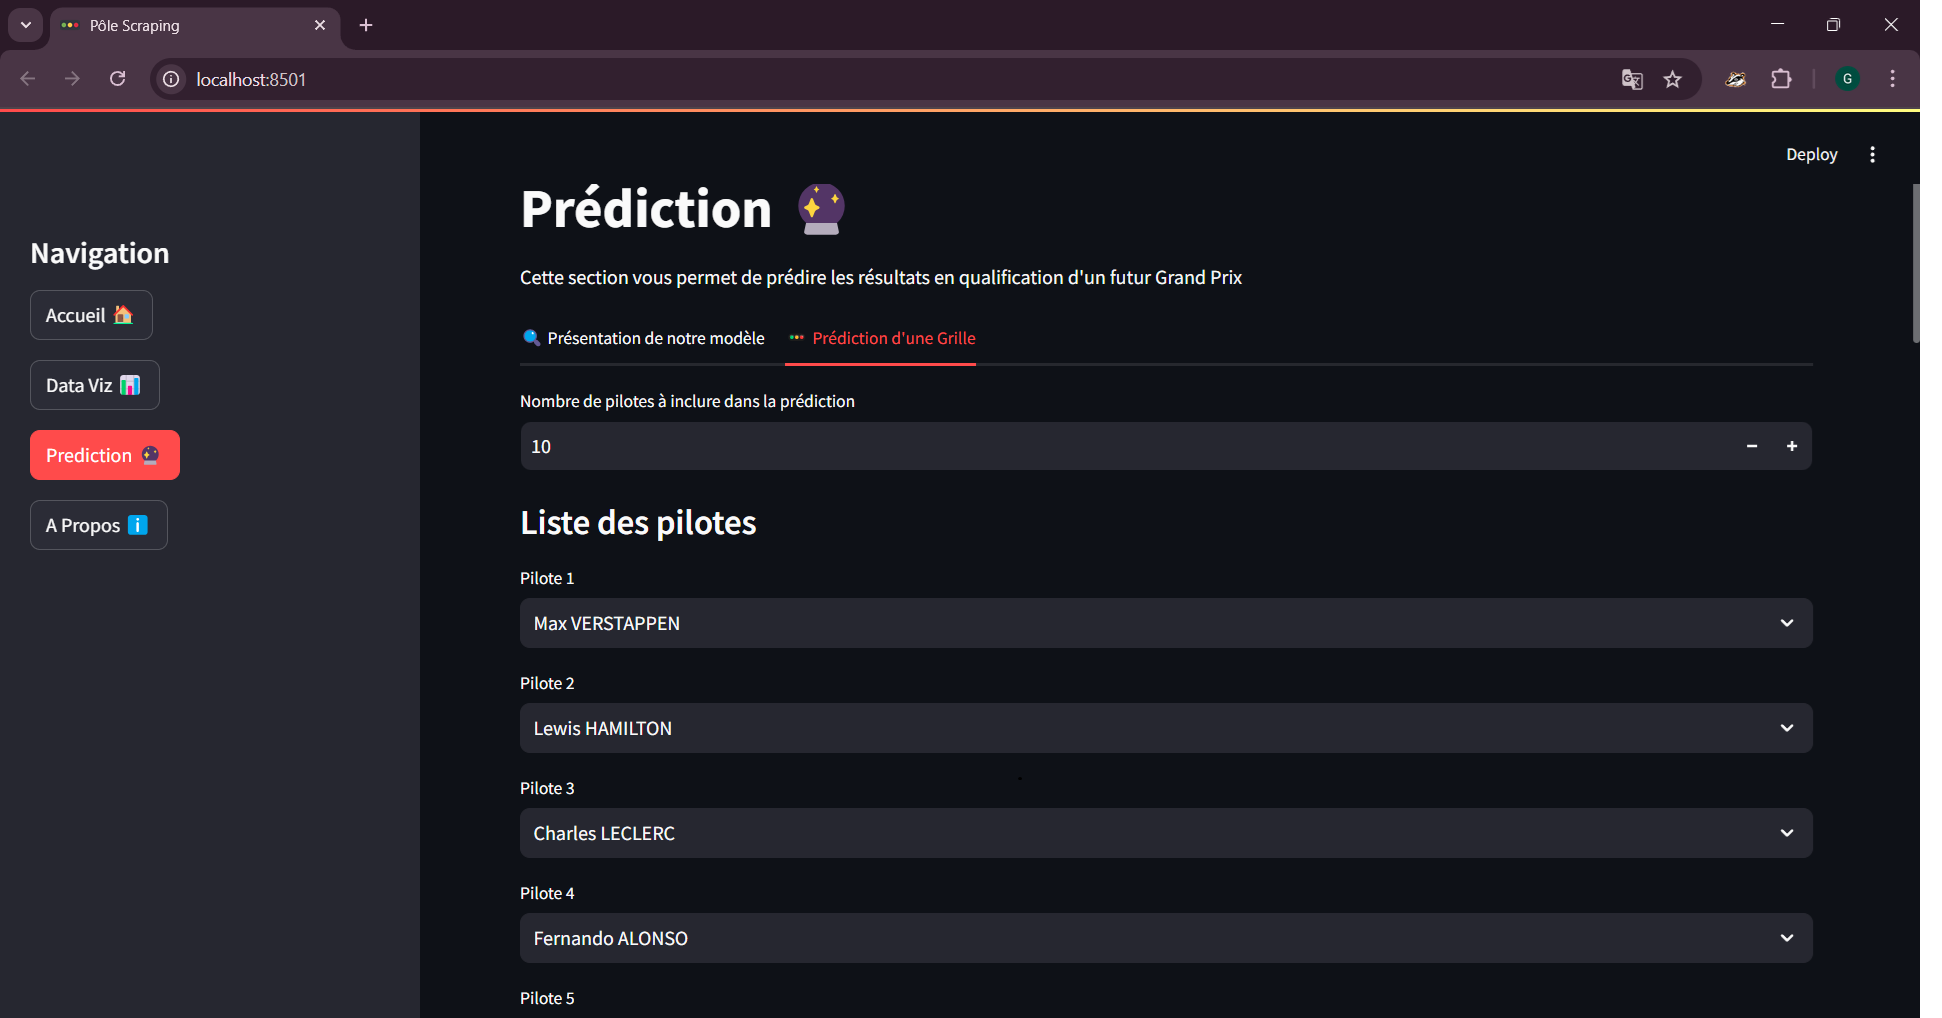 Pôle Scraping
localhost:8501
G
Deploy
Navigation
Accueil
Data Viz
Prediction
A Propos
Prédiction
Cette section vous permet de prédire les résultats en qualification d'un futur Grand Prix
Présentation de notre modèle
Prédiction d'une Grille
Nombre de pilotes à inclure dans la prédiction
10
Liste des pilotes
Pilote 1
Max VERSTAPPEN
Pilote 2
Lewis HAMILTON
Pilote 3
Charles LECLERC
Pilote 4
Fernando ALONSO
Pilote 5